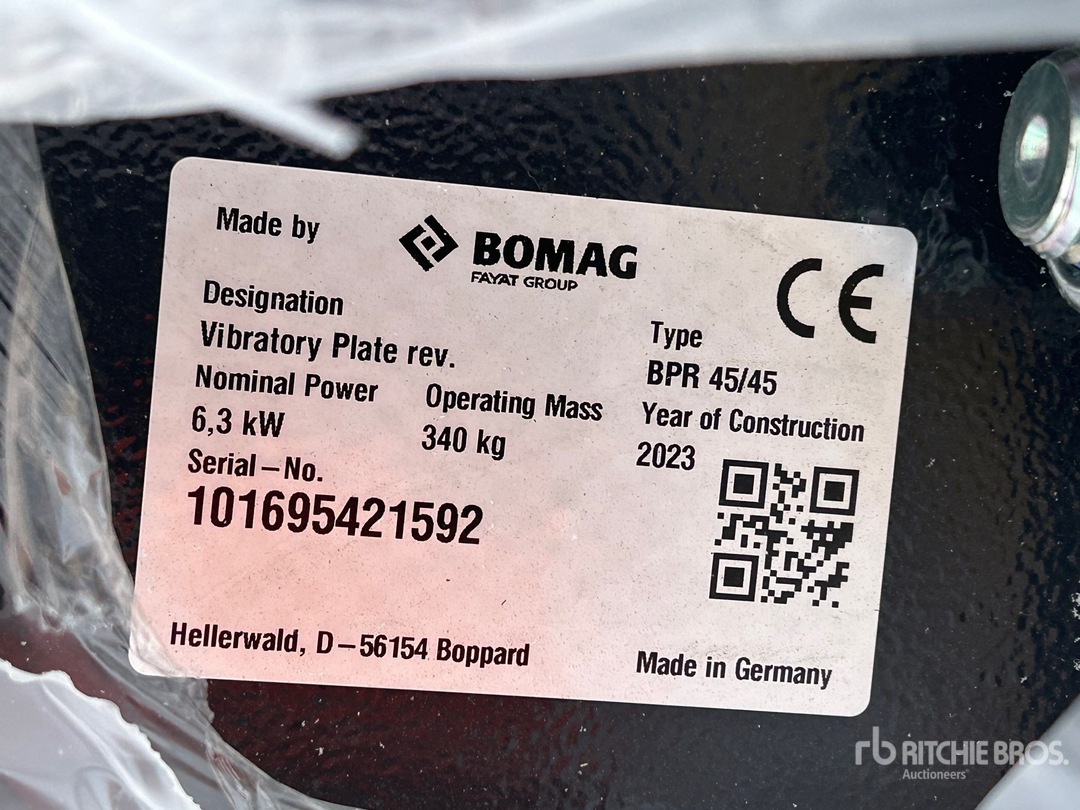 Made by
BOMAG
FAYAT GROUP
CE
Designation
Vibratory Plate rev.
Type
BPR 45/45
Nominal Power
6,3 kW
Operating Mass
340 kg
Year of Construction
2023
Serial-No.
101695421592
Hellerwald, D-56154 Boppard
Made in Germany
rb RITCHIE BROS.
Auctioneers